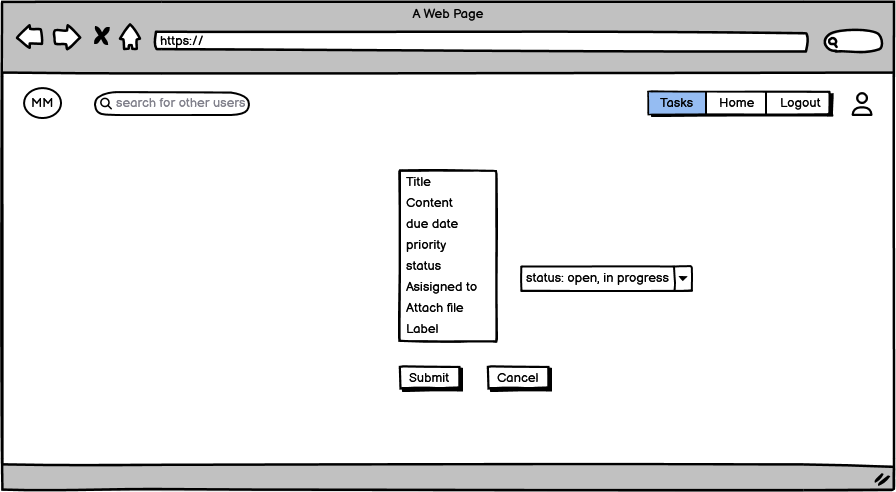 A Web Page
https://
MM
search for other users
Tasks
Home
Logout
Title
Content
due date
priority
status
Asisigned to
Attach file
Label
status: open, in progress
Submit
Cancel